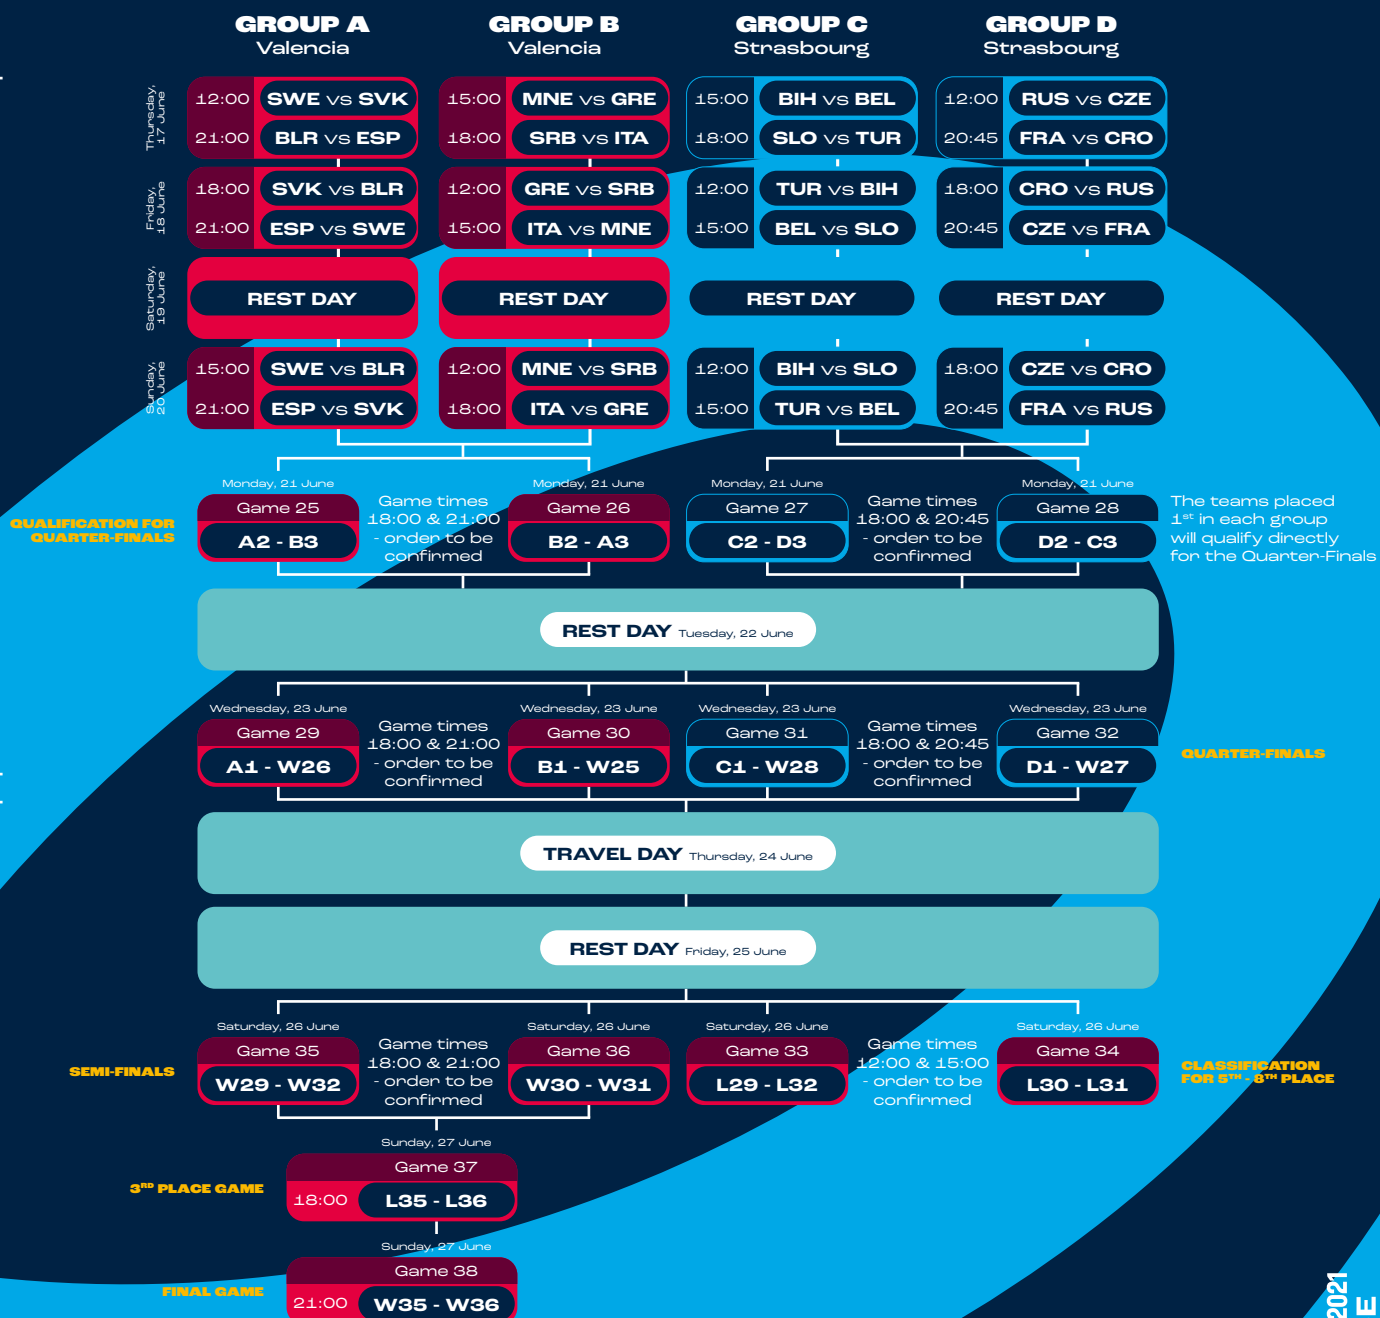 GROUP A
Valencia
GROUP B
Valencia
GROUP C
Strasbourg
GROUP D
Strasbourg
Thursday,
17 June
12:00 SWE VS SVK
21:00 BLR VS ESP
15:00 MNE VS GRE
18:00 SRB VS ITA
15:00 BIH VS BEL
18:00 SLO VS TUR
12:00 RUS VS CZE
20:45 FRA VS CRO
Friday,
18 June
18:00 SVK VS BLR
21:00 ESP VS SWE
12:00 GRE VS SRB
15:00 ITA VS MNE
12:00 TUR VS BIH
15:00 BEL VS SLO
18:00 CRO VS RUS
20:45 CZE VS FRA
Saturday,
19 June
REST DAY
REST DAY
REST DAY
REST DAY
Sunday,
20 June
15:00 SWE VS BLR
21:00 ESP VS SVK
12:00 MNE VS SRB
18:00 ITA VS GRE
12:00 BIH VS SLO
15:00 TUR VS BEL
18:00 CZE VS CRO
20:45 FRA VS RUS
QUALIFICATION FOR
QUARTER-FINALS
Monday, 21 June
Game 25
A2 - B3
Game times
18:00 & 21:00
- order to be
confirmed
Monday, 21 June
Game 26
B2 - A3
Monday, 21 June
Game 27
C2 - D3
Game times
18:00 & 20:45
- order to be
confirmed
Monday, 21 June
Game 28
D2 - C3
The teams placed
1st in each group
will qualify directly
for the Quarter-Finals
REST DAY Tuesday, 22 June
Wednesday, 23 June
Game 29
A1 - W26
Game times
18:00 & 21:00
- order to be
confirmed
Wednesday, 23 June
Game 30
B1 - W25
Wednesday, 23 June
Game 31
C1 - W28
Game times
18:00 & 20:45
- order to be
confirmed
Wednesday, 23 June
Game 32
D1 - W27
QUARTER-FINALS
TRAVEL DAY Thursday, 24 June
REST DAY Friday, 25 June
SEMI-FINALS
Saturday, 26 June
Game 35
W29 - W32
Game times
18:00 & 21:00
- order to be
confirmed
Saturday, 26 June
Game 36
W30 - W31
Saturday, 26 June
Game 33
L29 - L32
Game times
12:00 & 15:00
- order to be
confirmed
Saturday, 26 June
Game 34
L30 - L31
CLASSIFICATION
FOR 5TH - 8TH PLACE
3RD PLACE GAME
Sunday, 27 June
Game 37
18:00 L35 - L36
FINAL GAME
Sunday, 27 June
Game 38
21:00 W35 - W36
2021